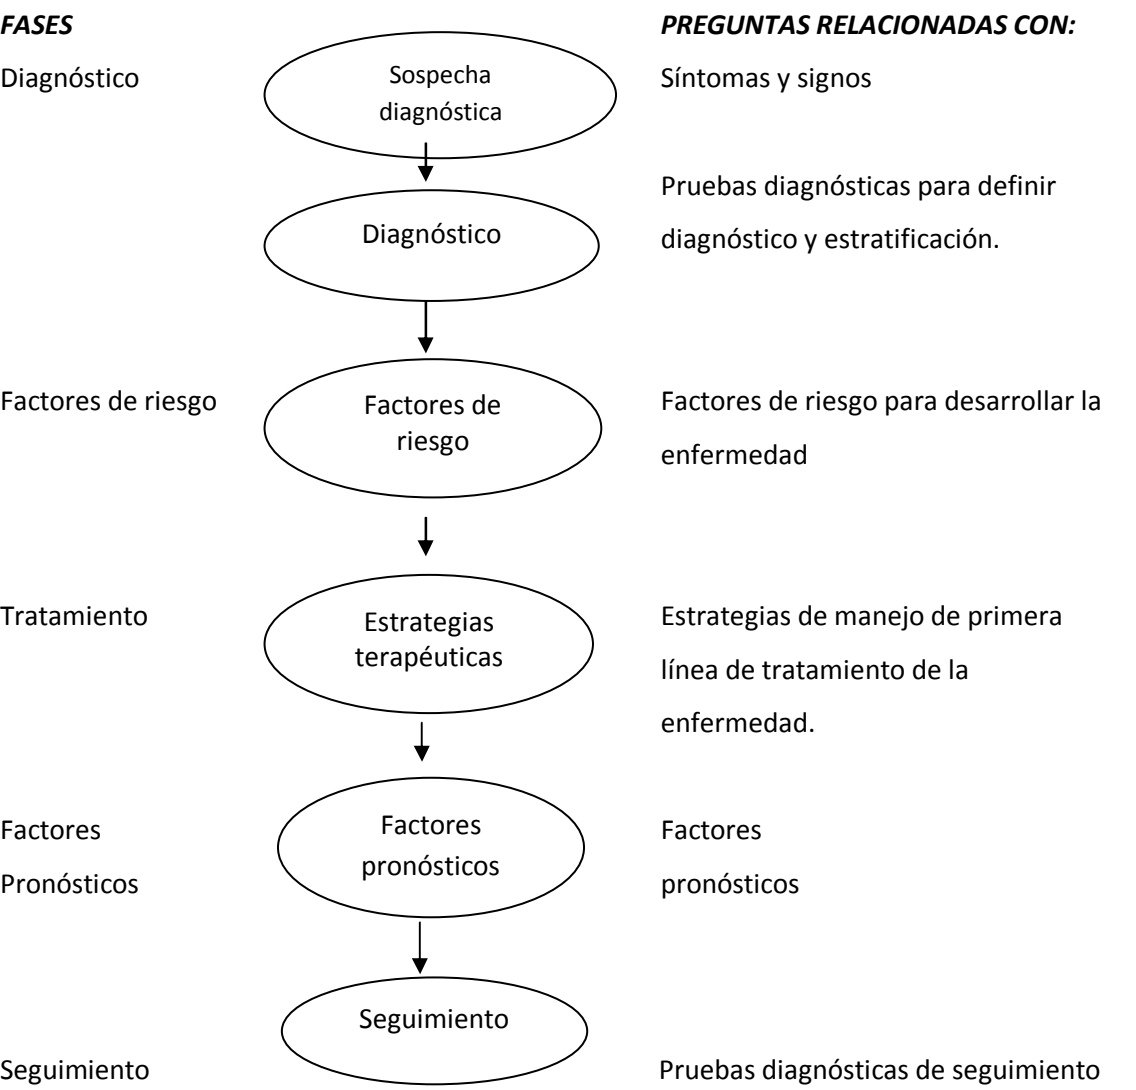 FASES
PREGUNTAS RELACIONADAS CON:
Diagnóstico
Sospecha
diagnóstica
Síntomas y signos
Diagnóstico
Pruebas diagnósticas para definir
diagnóstico y estratificación.
Factores de riesgo
Factores de
riesgo
Factores de riesgo para desarrollar la
enfermedad
Tratamiento
Estrategias
terapéuticas
Estrategias de manejo de primera
línea de tratamiento de la
enfermedad.
Factores
Pronósticos
Factores
pronósticos
Factores
pronósticos
Seguimiento
Seguimiento
Pruebas diagnósticas de seguimiento